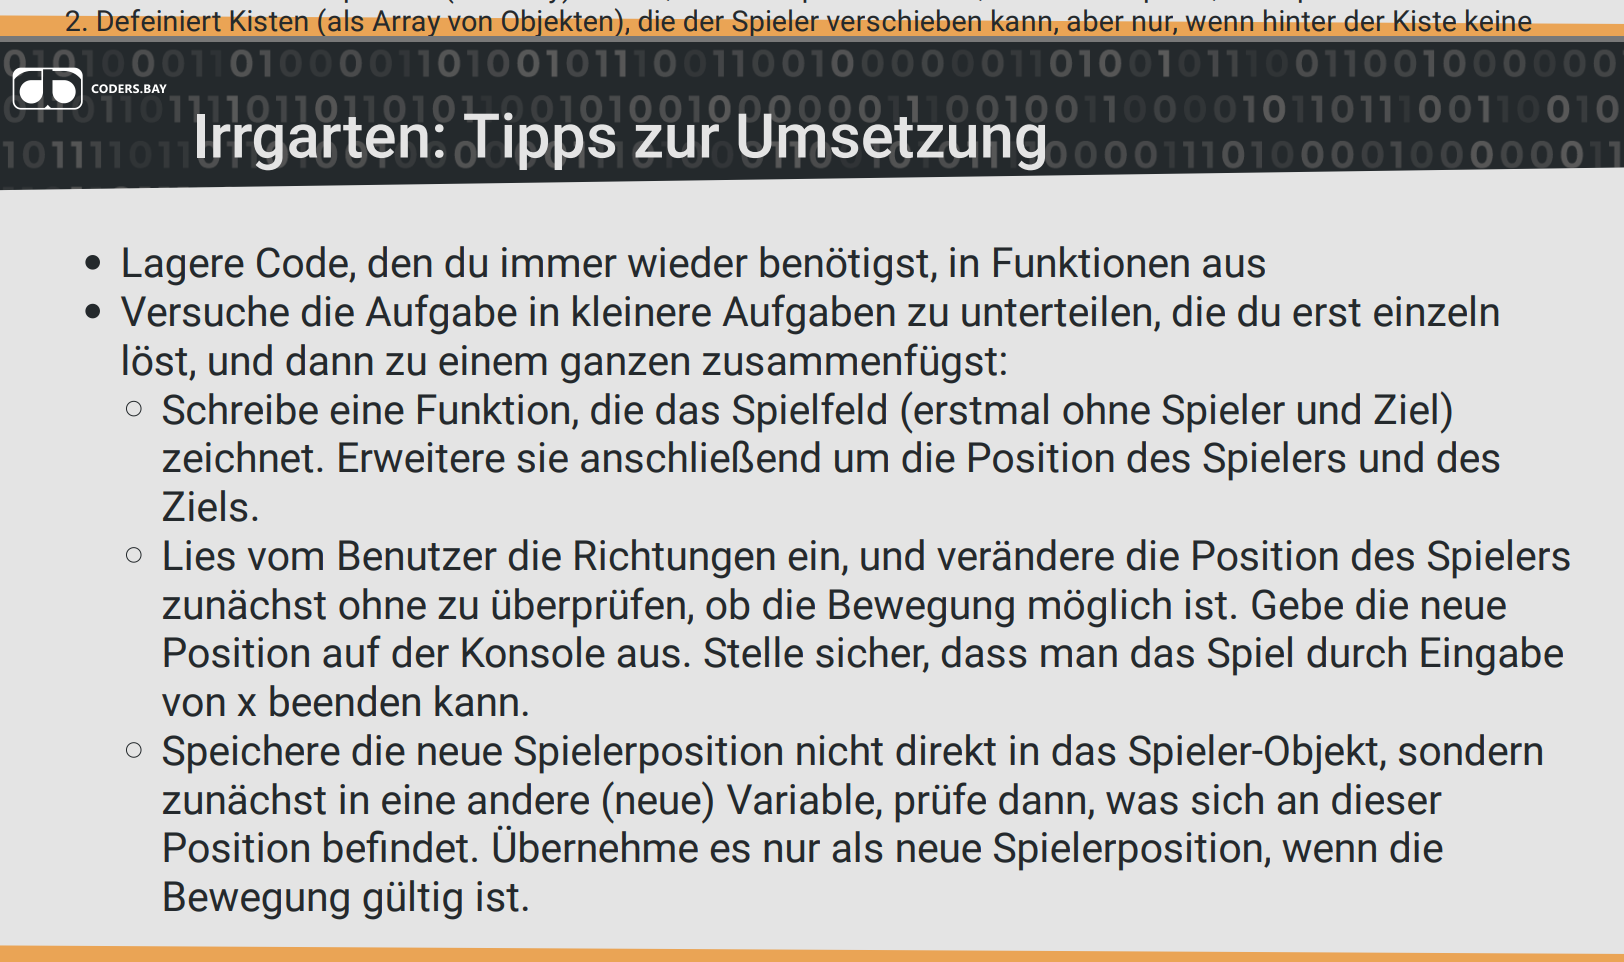 2. Defeiniert Kisten (als Array von Objekten), die der Spieler verschieben kann, aber nur, wenn hinter der Kiste keine
CODERS.BAY
Irrgarten: Tipps zur Umsetzung
• Lagere Code, den du immer wieder benötigst, in Funktionen aus
• Versuche die Aufgabe in kleinere Aufgaben zu unterteilen, die du erst einzeln
löst, und dann zu einem ganzen zusammenfügst:
○ Schreibe eine Funktion, die das Spielfeld (erstmal ohne Spieler und Ziel)
zeichnet. Erweitere sie anschließend um die Position des Spielers und des
Ziels.
○ Lies vom Benutzer die Richtungen ein, und verändere die Position des Spielers
zunächst ohne zu überprüfen, ob die Bewegung möglich ist. Gebe die neue
Position auf der Konsole aus. Stelle sicher, dass man das Spiel durch Eingabe
von x beenden kann.
○ Speichere die neue Spielerposition nicht direkt in das Spieler-Objekt, sondern
zunächst in eine andere (neue) Variable, prüfe dann, was sich an dieser
Position befindet. Übernehme es nur als neue Spielerposition, wenn die
Bewegung gültig ist.